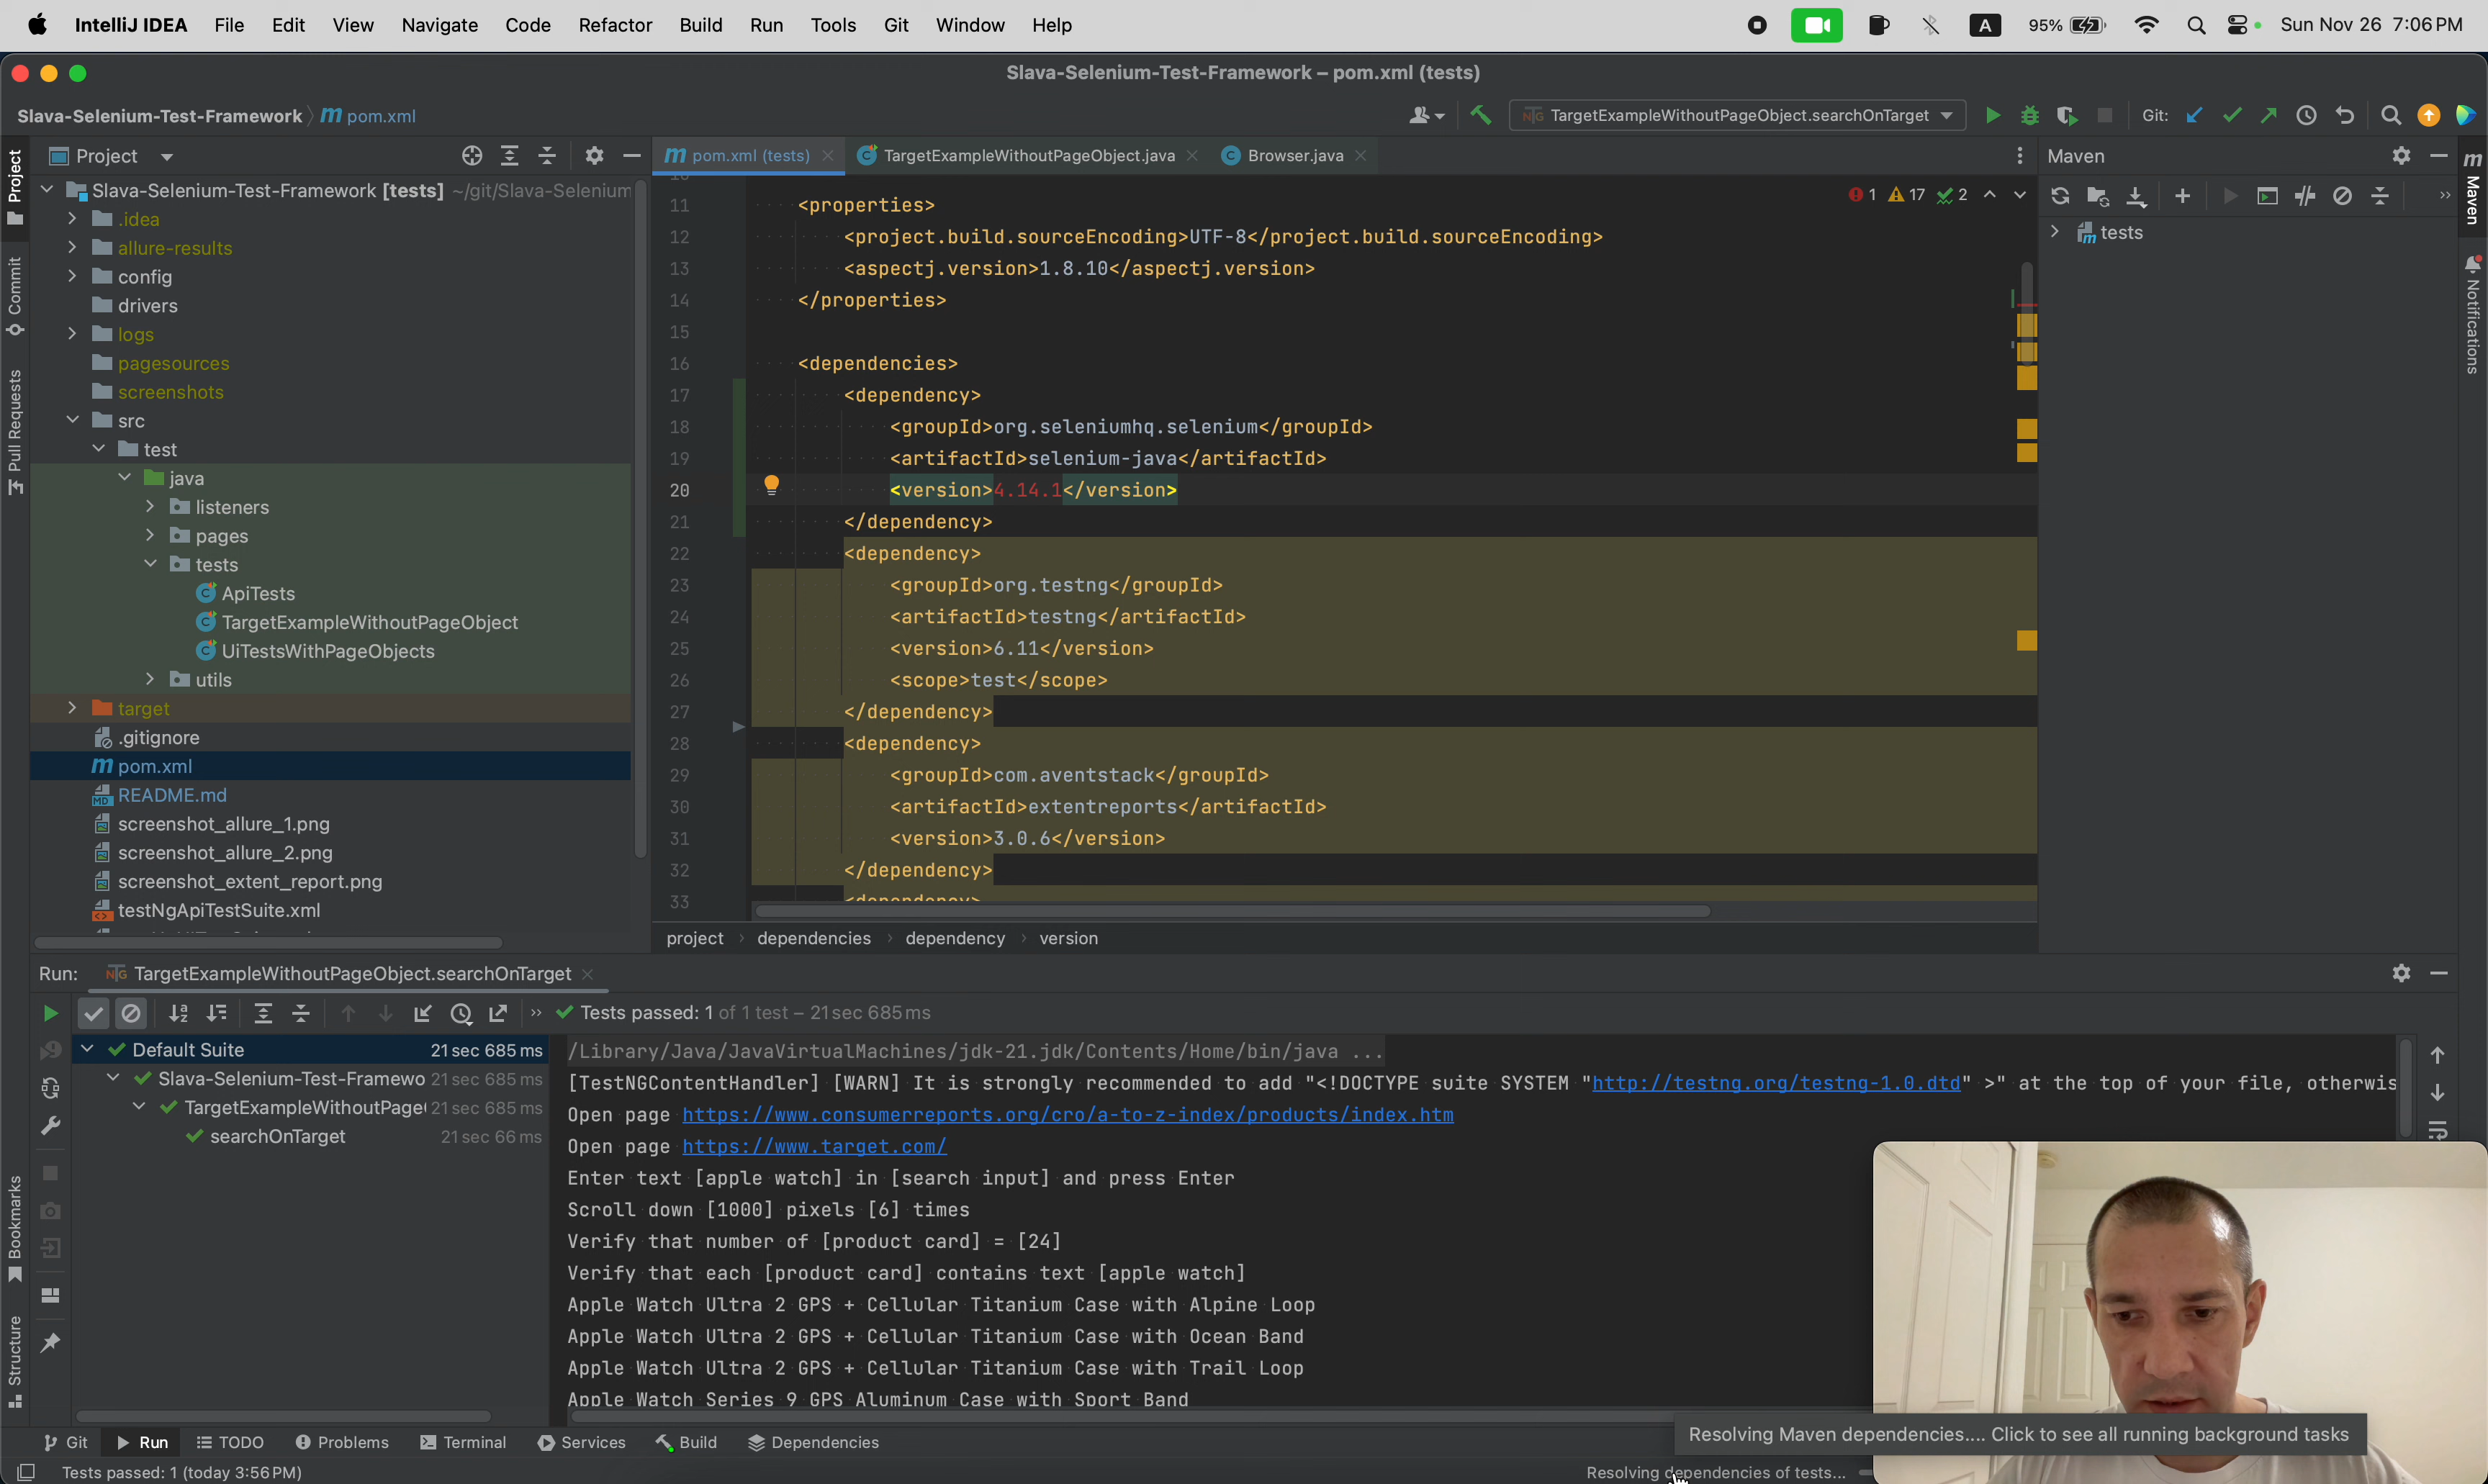 IntelliJ IDEA File Edit View Navigate Code Refactor Build Run Tools Git Window Help A 95% Sun Nov 26 7:06 PM
Slava-Selenium-Test-Framework – pom.xml (tests)
Slava-Selenium-Test-Framework m pom.xml
TargetExampleWithoutPageObject.searchOnTarget Git:
Project
m pom.xml (tests) TargetExampleWithoutPageObject.java Browser.java
Maven
Slava-Selenium-Test-Framework [tests] ~/git/Slava-Selenium
.idea
allure-results
config
drivers
logs
pagesources
screenshots
src
test
java
listeners
pages
tests
ApiTests
TargetExampleWithoutPageObject
UiTestsWithPageObjects
utils
target
.gitignore
m pom.xml
README.md
screenshot_allure_1.png
screenshot_allure_2.png
screenshot_extent_report.png
testNgApiTestSuite.xml
Project
Commit
Pull Requests
Bookmarks
Structure
1 17 2
11 <properties>
12 <project.build.sourceEncoding>UTF-8</project.build.sourceEncoding>
13 <aspectj.version>1.8.10</aspectj.version>
14 </properties>
15
16 <dependencies>
17 <dependency>
18 <groupId>org.seleniumhq.selenium</groupId>
19 <artifactId>selenium-java</artifactId>
20 <version>4.14.1</version>
21 </dependency>
22 <dependency>
23 <groupId>org.testng</groupId>
24 <artifactId>testng</artifactId>
25 <version>6.11</version>
26 <scope>test</scope>
27 </dependency>
28 <dependency>
29 <groupId>com.aventstack</groupId>
30 <artifactId>extentreports</artifactId>
31 <version>3.0.6</version>
32 </dependency>
33 <dependency>
project dependencies dependency version
tests
Maven
Notifications
Run: TargetExampleWithoutPageObject.searchOnTarget
Tests passed: 1 of 1 test – 21 sec 685 ms
Default Suite 21 sec 685 ms
Slava-Selenium-Test-Framewo 21 sec 685 ms
TargetExampleWithoutPage 21 sec 685 ms
searchOnTarget 21 sec 66 ms
/Library/Java/JavaVirtualMachines/jdk-21.jdk/Contents/Home/bin/java ...
[TestNGContentHandler] [WARN] It is strongly recommended to add "<!DOCTYPE suite SYSTEM "http://testng.org/testng-1.0.dtd" >" at the top of your file, otherwis
Open page https://www.consumerreports.org/cro/a-to-z-index/products/index.htm
Open page https://www.target.com/
Enter text [apple watch] in [search input] and press Enter
Scroll down [1000] pixels [6] times
Verify that number of [product card] = [24]
Verify that each [product card] contains text [apple watch]
Apple Watch Ultra 2 GPS + Cellular Titanium Case with Alpine Loop
Apple Watch Ultra 2 GPS + Cellular Titanium Case with Ocean Band
Apple Watch Ultra 2 GPS + Cellular Titanium Case with Trail Loop
Apple Watch Series 9 GPS Aluminum Case with Sport Band
Resolving Maven dependencies.... Click to see all running background tasks
Git Run TODO Problems Terminal Services Build Dependencies
Tests passed: 1 (today 3:56 PM)
Resolving dependencies of tests...